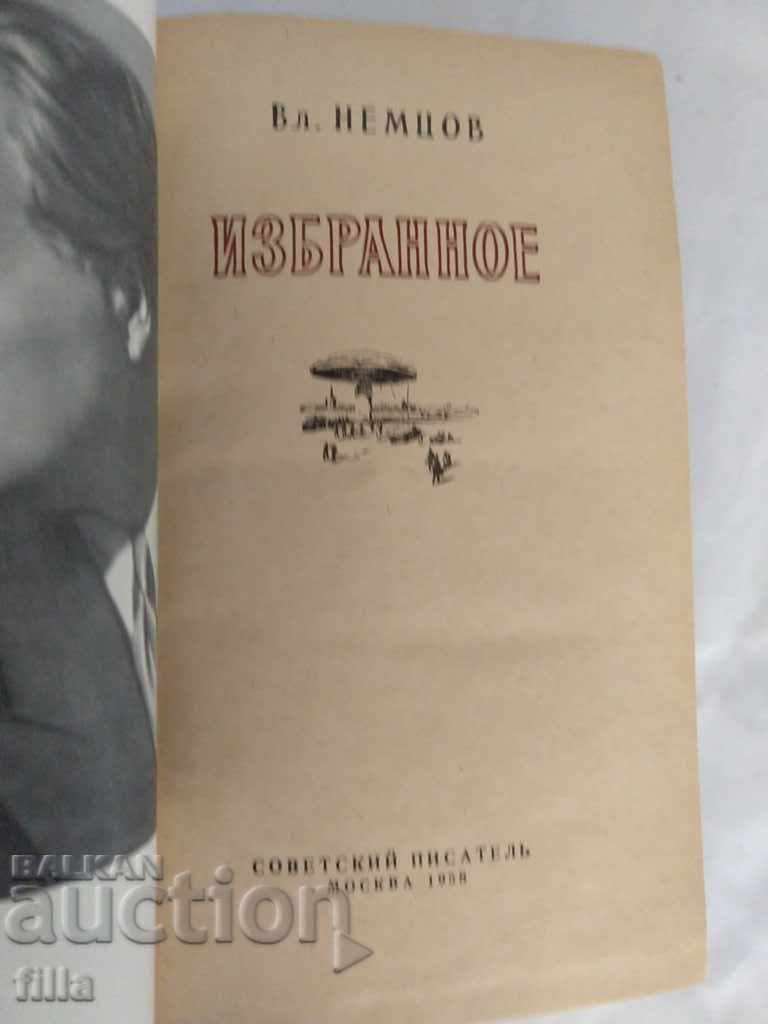 Вл. НЕМЦОВ
ИЗБРАННОЕ
СОВЕТСКИЙ ПИСАТЕЛЬ
МОСКВА 1958
BALKAN
auction
filla